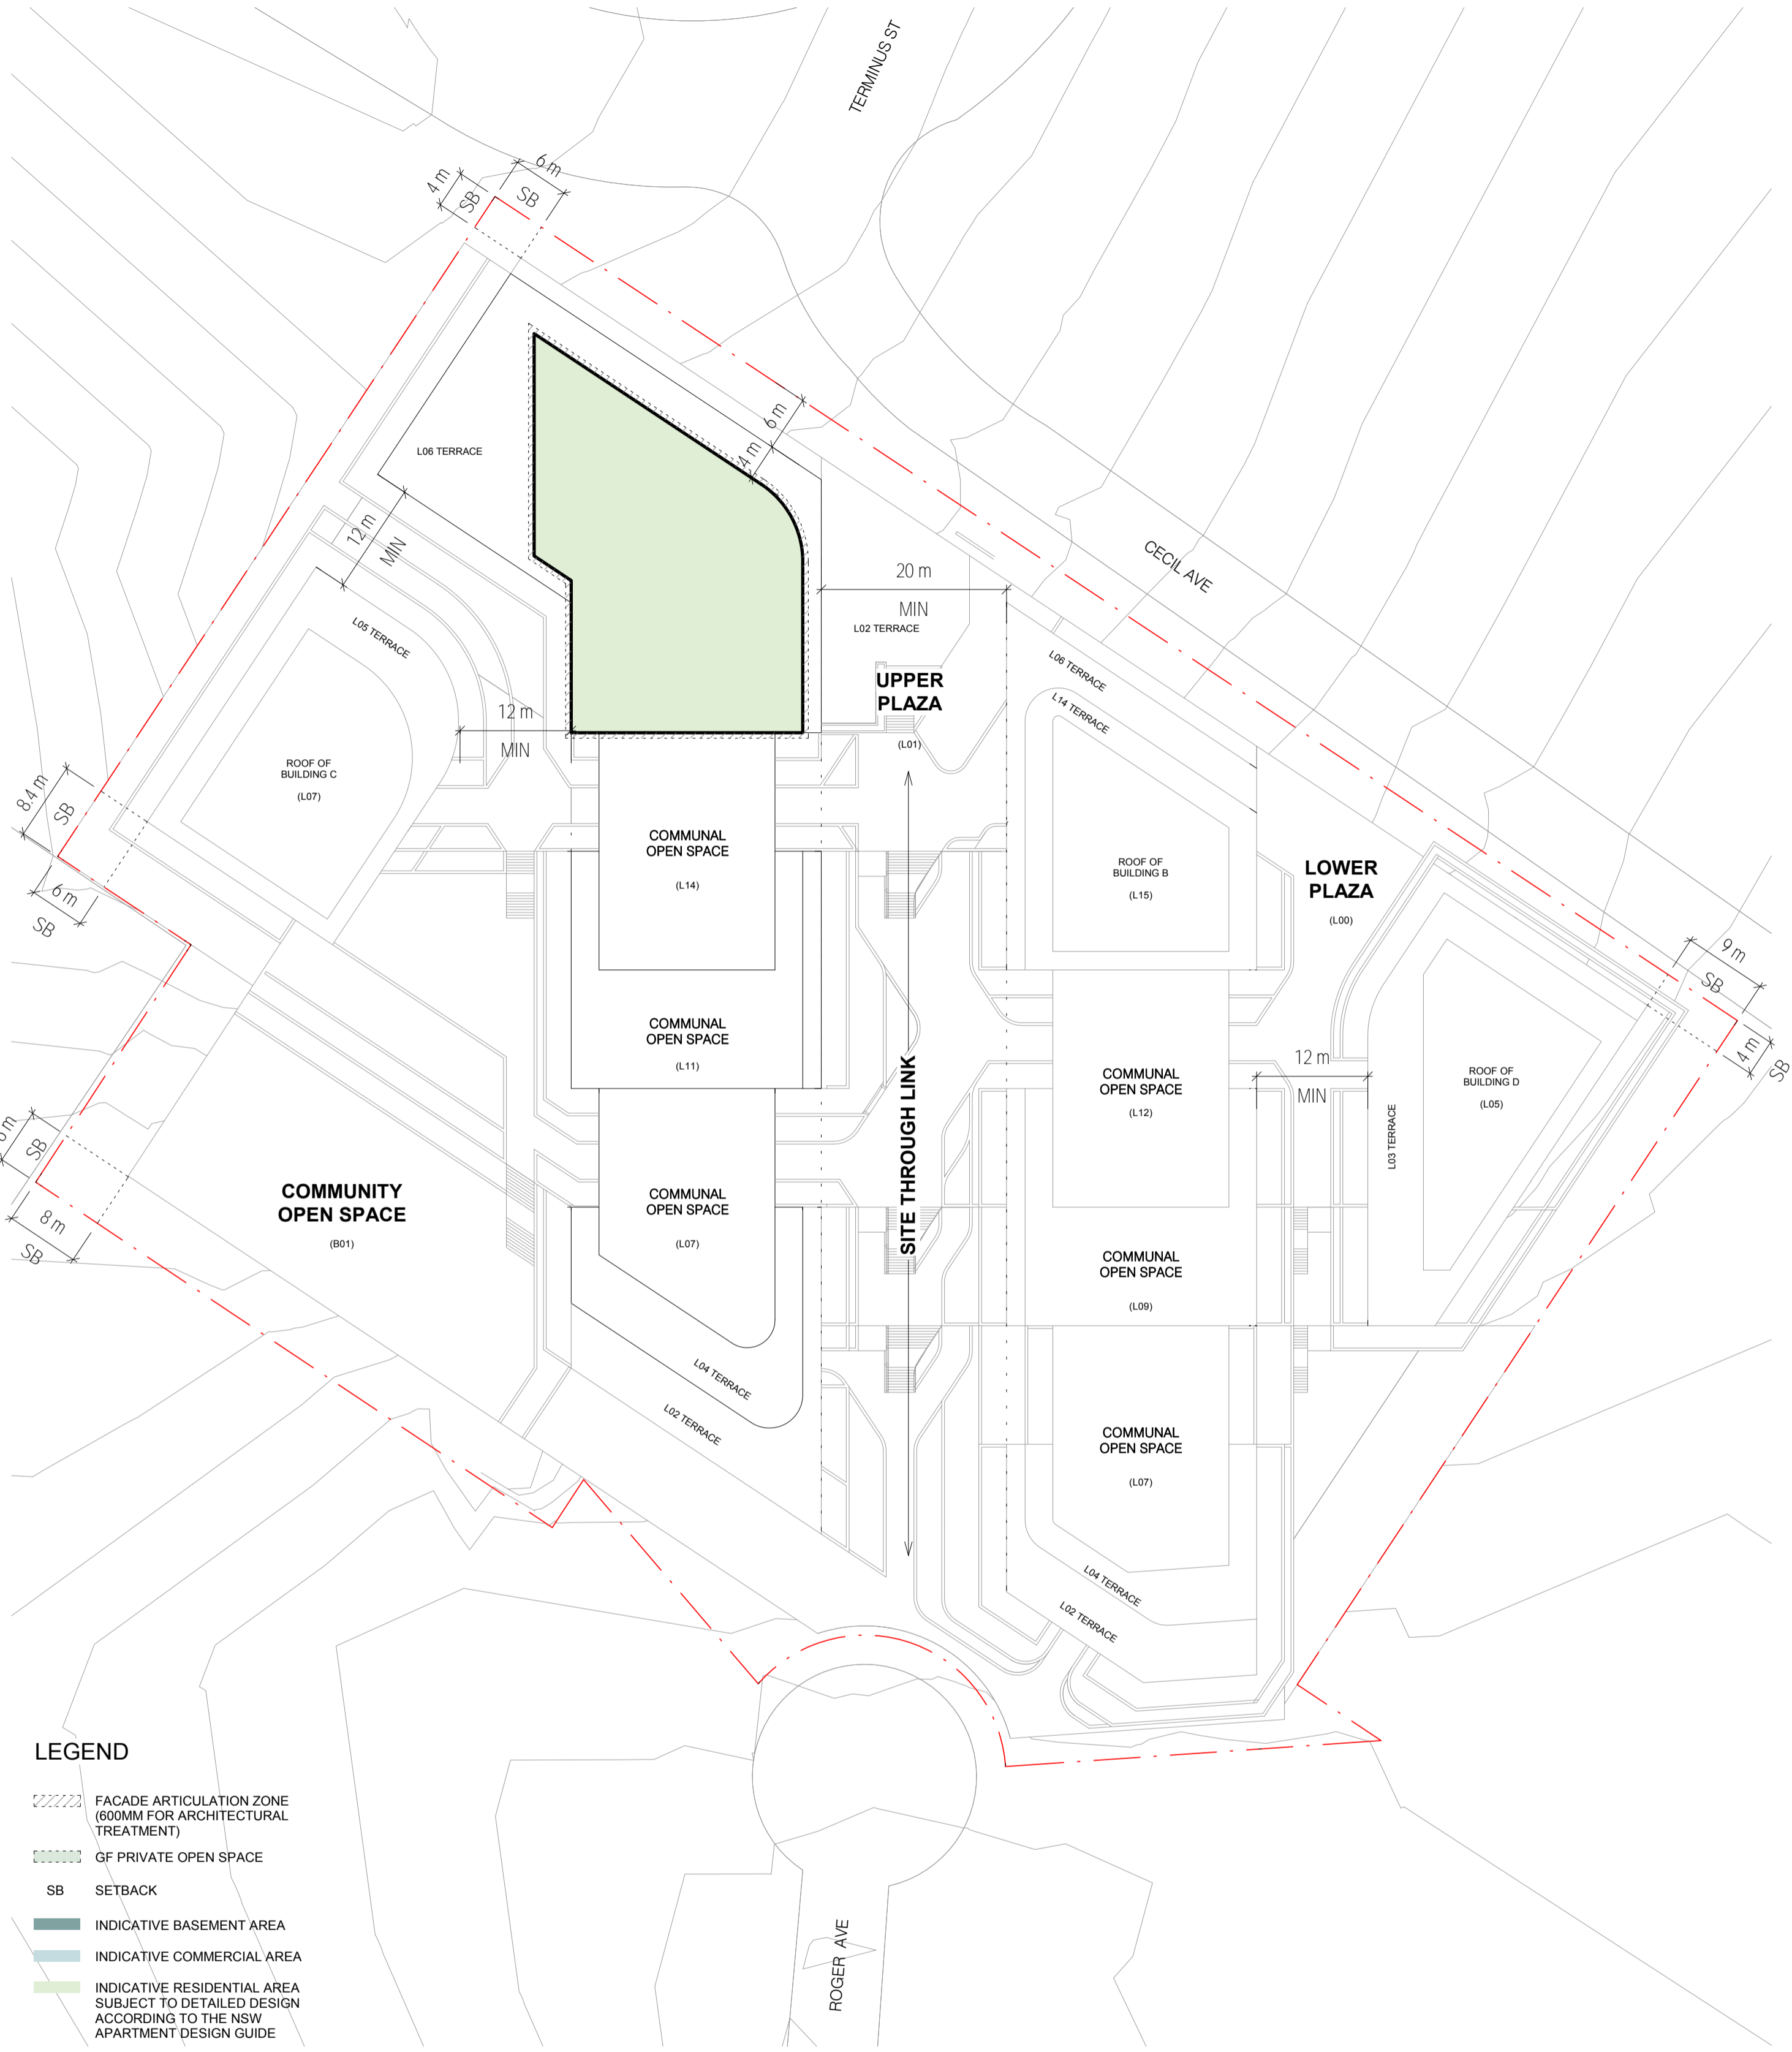 TERMINUS ST
6 m
SB
4 m
SB
6 m
4 m
L06 TERRACE
12 m
MIN
CECIL AVE
20 m
MIN
L02 TERRACE
L05 TERRACE
L06 TERRACE
UPPER
PLAZA
(L01)
L14 TERRACE
12 m
MIN
ROOF OF
BUILDING C
(L07)
8.4 m
SB
6 m
SB
COMMUNAL
OPEN SPACE
(L14)
ROOF OF
BUILDING B
(L15)
LOWER
PLAZA
(L00)
9 m
SB
4 m
SB
COMMUNAL
OPEN SPACE
(L11)
SITE THROUGH LINK
COMMUNAL
OPEN SPACE
(L12)
12 m
MIN
ROOF OF
BUILDING D
(L05)
L03 TERRACE
SB
8 m
SB
COMMUNITY
OPEN SPACE
(B01)
COMMUNAL
OPEN SPACE
(L07)
COMMUNAL
OPEN SPACE
(L09)
L04 TERRACE
L02 TERRACE
COMMUNAL
OPEN SPACE
(L07)
L04 TERRACE
L02 TERRACE
ROGER AVE
LEGEND
FACADE ARTICULATION ZONE
(600MM FOR ARCHITECTURAL
TREATMENT)
GF PRIVATE OPEN SPACE
SB SETBACK
INDICATIVE BASEMENT AREA
INDICATIVE COMMERCIAL AREA
INDICATIVE RESIDENTIAL AREA
SUBJECT TO DETAILED DESIGN
ACCORDING TO THE NSW
APARTMENT DESIGN GUIDE